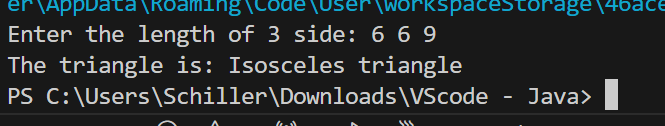 er\AppData\Roaming\Code\User\workspaceStorage\46ace
Enter the length of 3 side: 6 6 9
The triangle is: Isosceles triangle
PS C:\Users\Schiller\Downloads\VScode - Java>